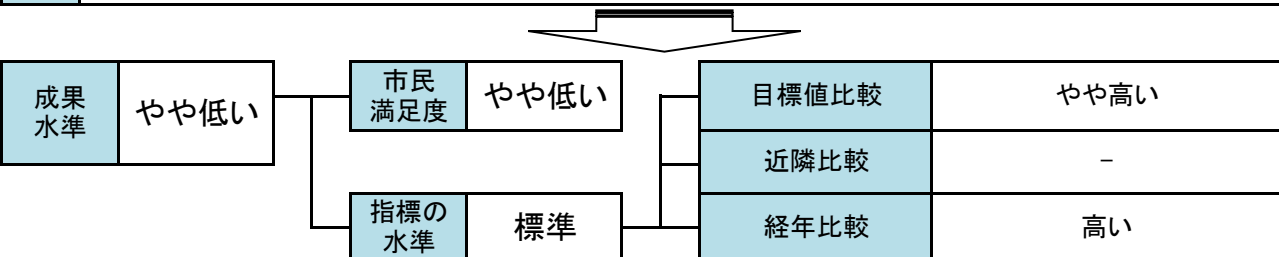 成果
水準
やや低い
市民
満足度
やや低い
指標の
水準
標準
目標値比較
やや高い
近隣比較
－
経年比較
高い